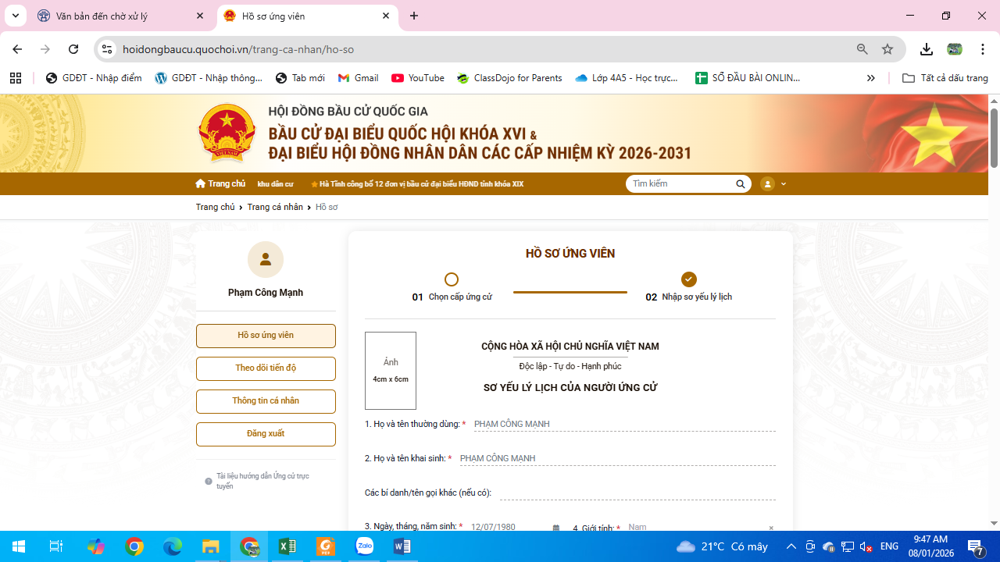 Văn bản đến chờ xử lý
Hồ sơ ứng viên
hoidongbaucu.quochoi.vn/trang-ca-nhan/ho-so
GDĐT - Nhập điểm
GDĐT - Nhập thông...
Tab mới
Gmail
YouTube
ClassDojo for Parents
Lớp 4A5 - Học trực...
SỔ ĐẦU BÀI ONLIN...
Tất cả dấu trang
HỘI ĐỒNG BẦU CỬ QUỐC GIA
BẦU CỬ ĐẠI BIỂU QUỐC HỘI KHÓA XVI &
ĐẠI BIỂU HỘI ĐỒNG NHÂN DÂN CÁC CẤP NHIỆM KỲ 2026-2031
VIỆT NAM
Trang chủ
khu dân cư
Hà Tĩnh công bố 12 đơn vị bầu cử đại biểu HĐND tỉnh khóa XIX
Tìm kiếm
Trang chủ › Trang cá nhân › Hồ sơ
Phạm Công Mạnh
Hồ sơ ứng viên
Theo dõi tiến độ
Thông tin cá nhân
Đăng xuất
Tài liệu hướng dẫn Ứng cử trực
tuyến
HỒ SƠ ỨNG VIÊN
01 Chọn cấp ứng cử
02 Nhập sơ yếu lý lịch
Ảnh
4cm x 6cm
CỘNG HÒA XÃ HỘI CHỦ NGHĨA VIỆT NAM
Độc lập - Tự do - Hạnh phúc
SƠ YẾU LÝ LỊCH CỦA NGƯỜI ỨNG CỬ
1. Họ và tên thường dùng: * PHẠM CÔNG MẠNH
2. Họ và tên khai sinh: * PHẠM CÔNG MẠNH
Các bí danh/tên gọi khác (nếu có):
3. Ngày, tháng, năm sinh: * 12/07/1980
4. Giới tính: * Nam
21°C Có mây
ENG
9:47 AM
08/01/2026
7